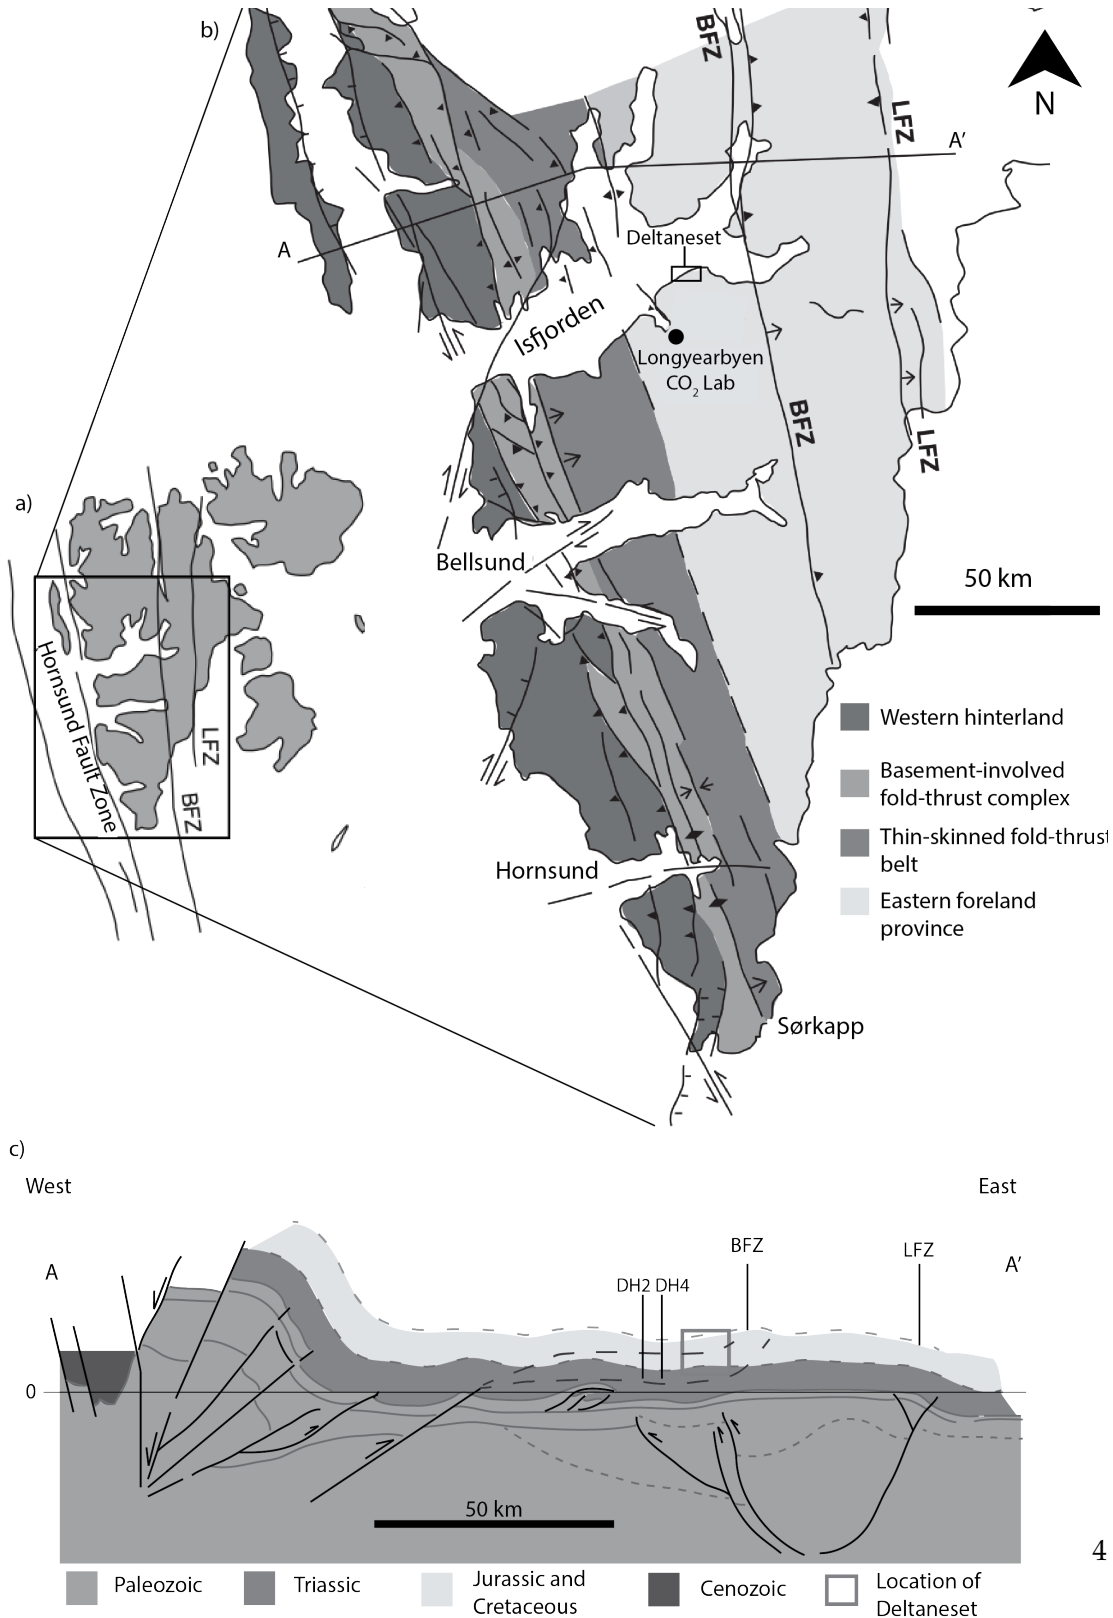 b)
BFZ
N
LFZ
A'
A
Deltaneset
Isfjorden
Longyearbyen
CO2 Lab
BFZ
LFZ
a)
Bellsund
50 km
Hornsund Fault Zone
LFZ
BFZ
Western hinterland
Basement-involved
fold-thrust complex
Thin-skinned fold-thrust
belt
Eastern foreland
province
Hornsund
Sørkapp
c)
West
East
A
BFZ
LFZ
A'
DH2 DH4
0
50 km
4
Paleozoic
Triassic
Jurassic and
Cretaceous
Cenozoic
Location of
Deltaneset